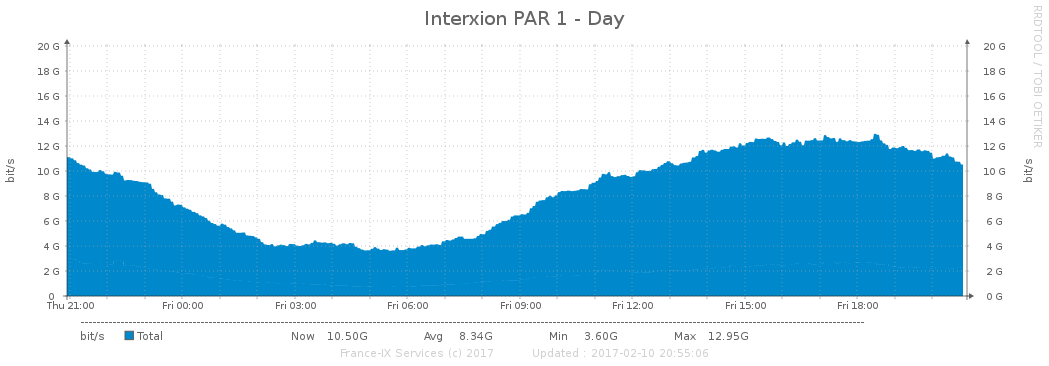 Interxion PAR 1 - Day
RRDTOOL / TOBI OETIKER
bit/s
20 G 20 G
18 G 18 G
16 G 16 G
14 G 14 G
12 G 12 G
10 G 10 G
8 G 8 G
6 G 6 G
4 G 4 G
2 G 2 G
0 0 G
bit/s
Thu 21:00 Fri 00:00 Fri 03:00 Fri 06:00 Fri 09:00 Fri 12:00 Fri 15:00 Fri 18:00
bit/s Total Now 10.50G Avg 8.34G Min 3.60G Max 12.95G
France-IX Services (c) 2017 Updated : 2017-02-10 20:55:06